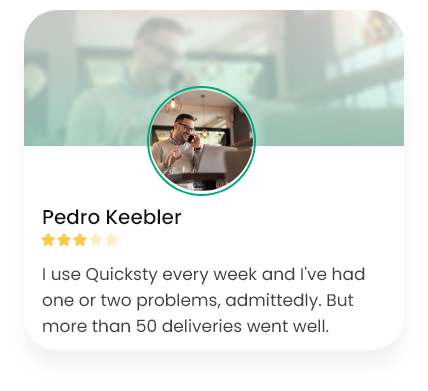 Pedro Keebler
I use Quicksty every week and I've had
one or two problems, admittedly. But
more than 50 deliveries went well.